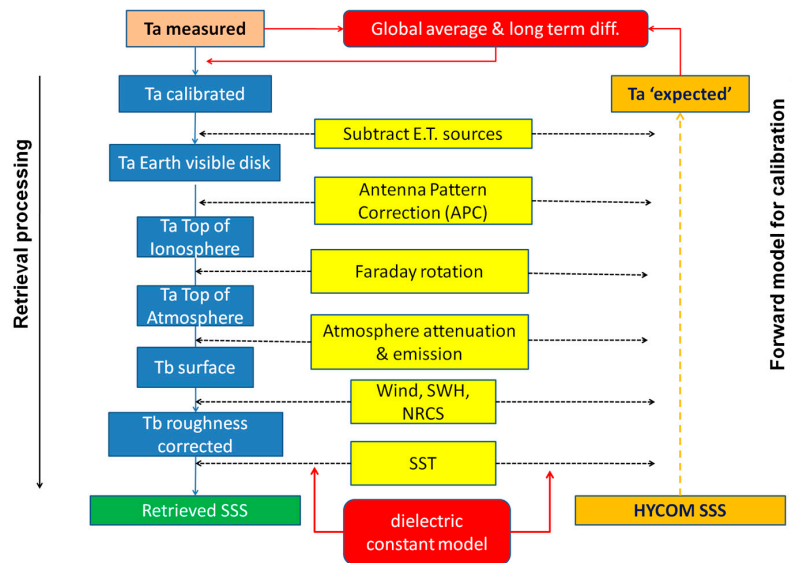 Ta measured
Global average & long term diff.
Ta calibrated
Ta 'expected'
Subtract E.T. sources
Ta Earth visible disk
Antenna Pattern
Correction (APC)
Ta Top of
Ionosphere
Faraday rotation
Ta Top of
Atmosphere
Atmosphere attenuation
& emission
Tb surface
Wind, SWH,
NRCS
Tb roughness
corrected
SST
Retrieved SSS
dielectric
constant model
HYCOM SSS
Retrieval processing
Forward model for calibration